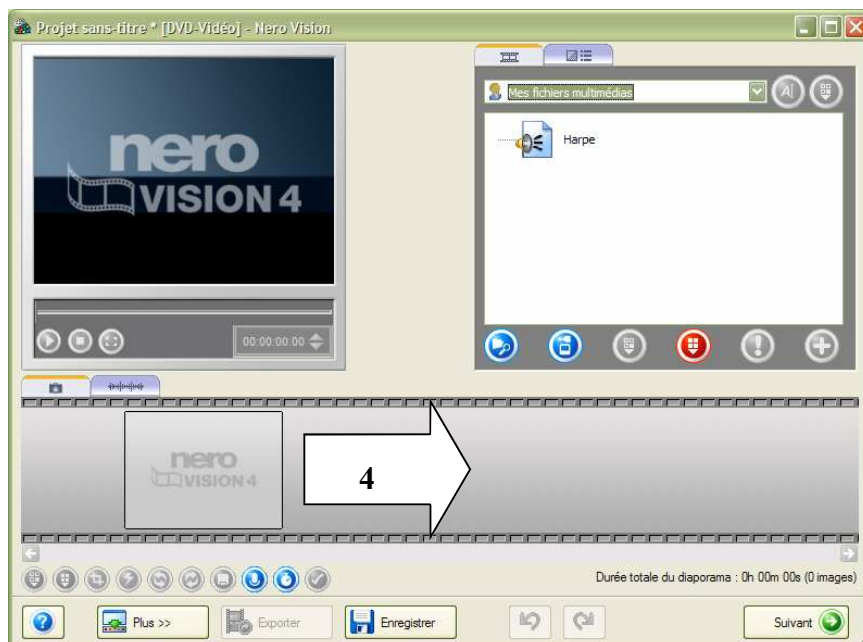 Projet sans-titre * [DVD-Vidéo] - Nero Vision
nero
VISION 4
Mes fichiers multimédias
A
Harpe
00:00:00.00
nero
VISION 4
4
Durée totale du diaporama : 0h 00m 00s (0 images)
Plus >>
Exporter
Enregistrer
Suivant